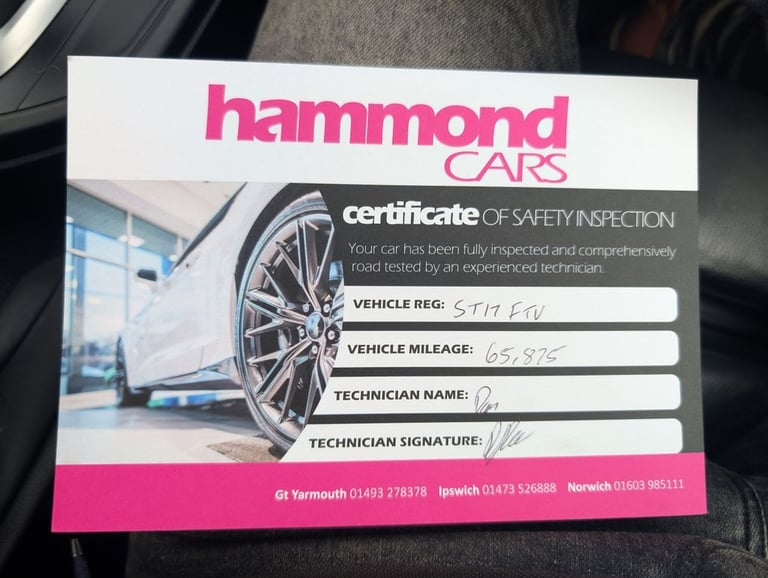 hammond
CARS
certificate OF SAFETY INSPECTION
Your car has been fully inspected and comprehensively
road tested by an experienced technician.
VEHICLE REG: ST17 FTV
VEHICLE MILEAGE: 65,875
TECHNICIAN NAME:
TECHNICIAN SIGNATURE:
Gt Yarmouth 01493 278378 Ipswich 01473 526888 Norwich 01603 985111